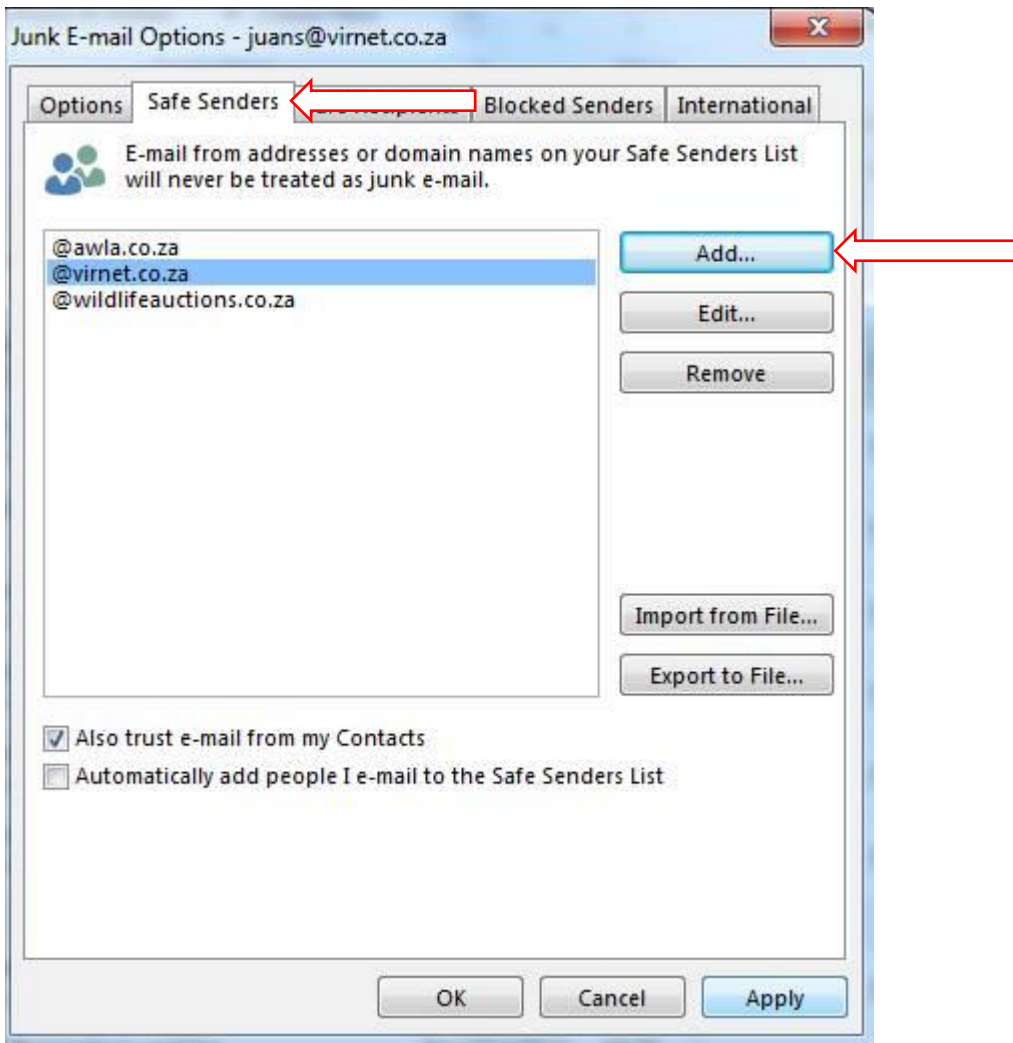 Junk E-mail Options - juans@virnet.co.za
Options Safe Senders Blocked Senders International
E-mail from addresses or domain names on your Safe Senders List
will never be treated as junk e-mail.
@awla.co.za
@virnet.co.za
@wildlifeauctions.co.za
Add...
Edit...
Remove
Import from File...
Export to File...
Also trust e-mail from my Contacts
Automatically add people I e-mail to the Safe Senders List
OK Cancel Apply